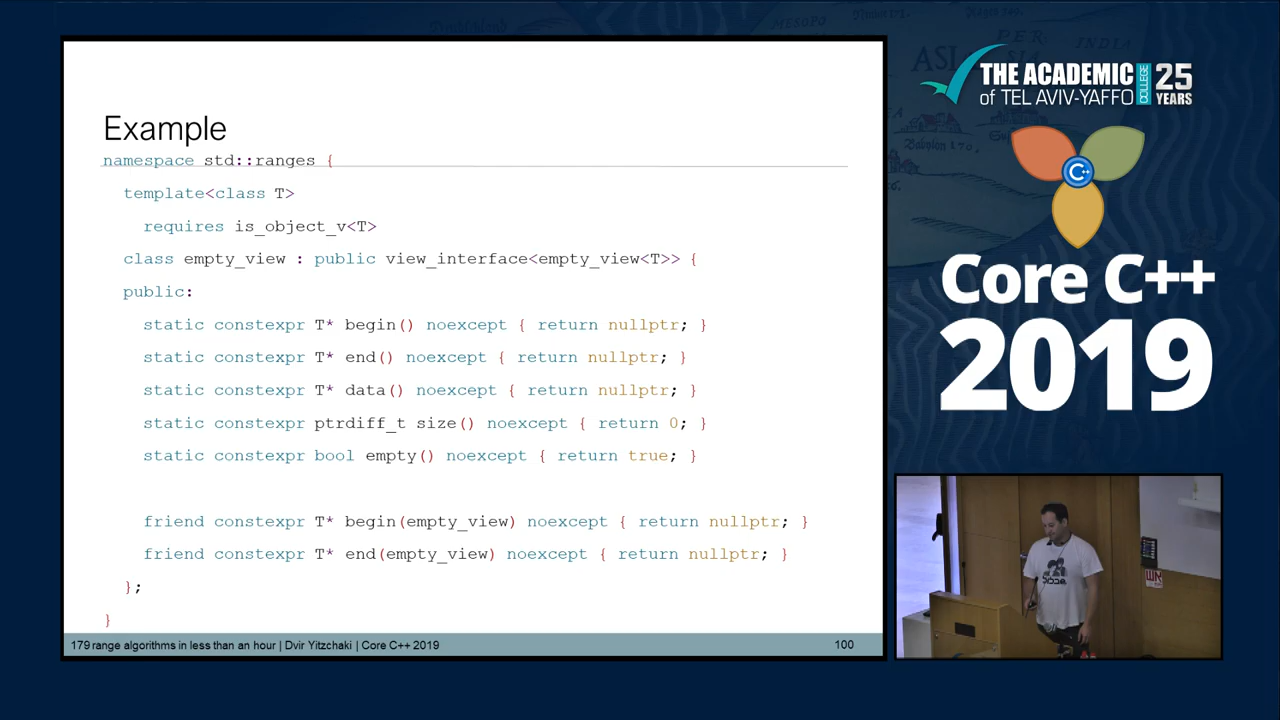 Example
namespace std::ranges {
template<class T>
requires is_object_v<T>
class empty_view : public view_interface<empty_view<T>> {
public:
static constexpr T* begin() noexcept { return nullptr; }
static constexpr T* end() noexcept { return nullptr; }
static constexpr T* data() noexcept { return nullptr; }
static constexpr ptrdiff_t size() noexcept { return 0; }
static constexpr bool empty() noexcept { return true; }
friend constexpr T* begin(empty_view) noexcept { return nullptr; }
friend constexpr T* end(empty_view) noexcept { return nullptr; }
};
}
179 range algorithms in less than an hour | Dvir Yitzchaki | Core C++ 2019
100
THE ACADEMIC
of TEL AVIV-YAFFO
COLLEGE
25
YEARS
C++
Core C++
2019
אש